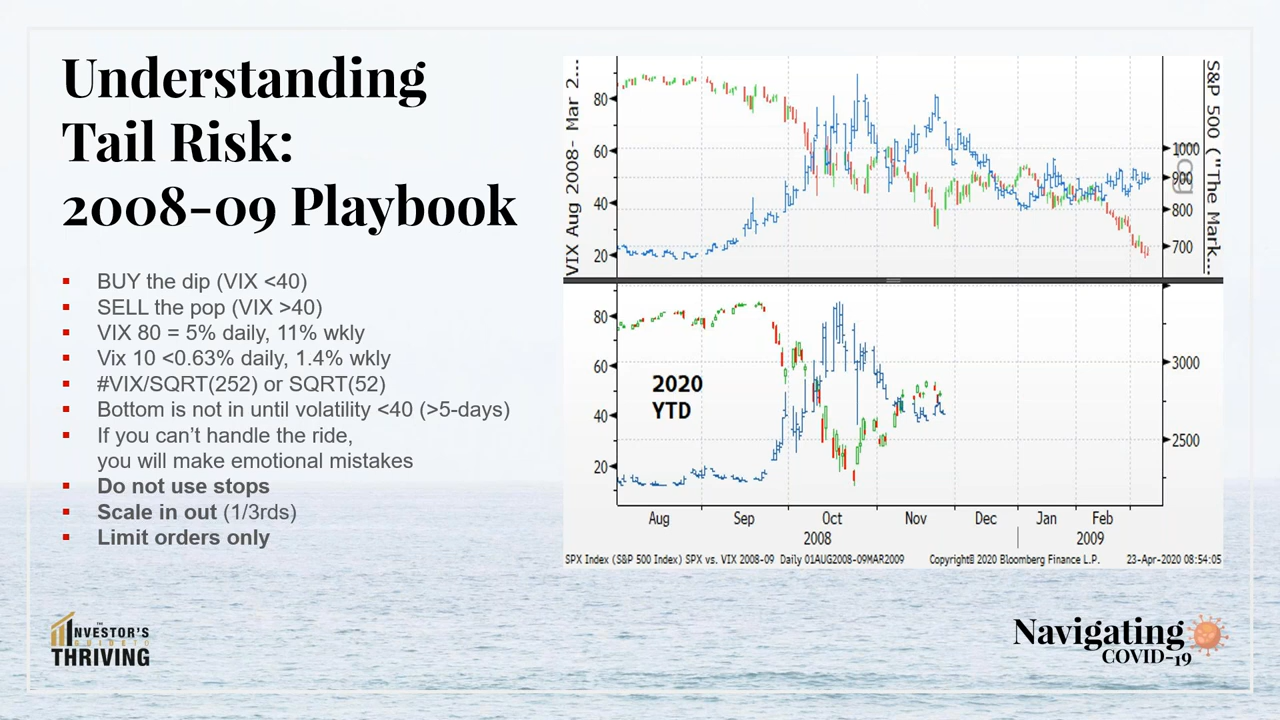 Understanding
Tail Risk:
2008-09 Playbook
BUY the dip (VIX <40)
SELL the pop (VIX >40)
VIX 80 = 5% daily, 11% wkly
Vix 10 <0.63% daily, 1.4% wkly
#VIX/SQRT(252) or SQRT(52)
Bottom is not in until volatility <40 (>5-days)
If you can’t handle the ride,
you will make emotional mistakes
Do not use stops
Scale in out (1/3rds)
Limit orders only
VIX Aug 2008- Mar 2...
80
60
40
20
1000
900
800
700
S&P 500 ("The Mark...
80
60
40
20
2020
YTD
3000
2500
Aug
Sep
Oct
Nov
Dec
Jan
Feb
2008
2009
SPX Index (S&P 500 Index) SPX vs. VIX 2008-09 Daily 01AUG2008-09MAR2009
Copyright© 2020 Bloomberg Finance L.P.
23-Apr-2020 08:54:05
THE
INVESTOR'S
GUIDE TO
THRIVING
Navigating
COVID-19